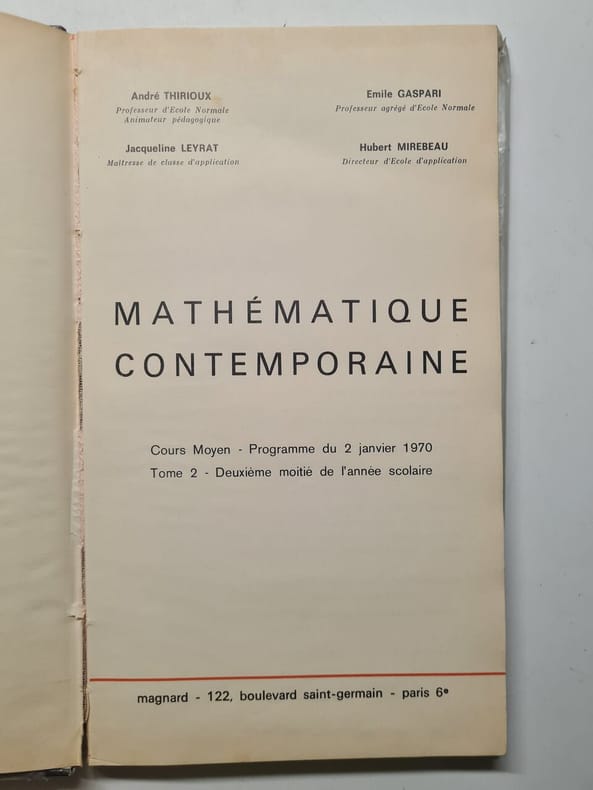 André THIRIOUX
Professeur d'Ecole Normale
Animateur pédagogique
Emile GASPARI
Professeur agrégé d'Ecole Normale
Jacqueline LEYRAT
Maîtresse de classe d'application
Hubert MIREBEAU
Directeur d'Ecole d'application
MATHÉMATIQUE
CONTEMPORAINE
Cours Moyen - Programme du 2 janvier 1970
Tome 2 - Deuxième moitié de l'année scolaire
magnard - 122, boulevard saint-germain - paris 6e